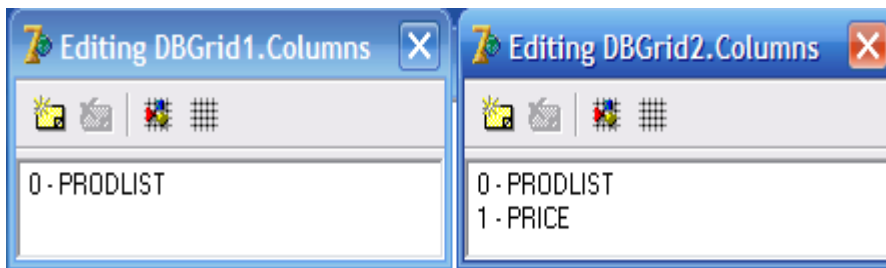 Editing DBGrid1.Columns
0 - PRODLIST
Editing DBGrid2.Columns
0 - PRODLIST
1 - PRICE